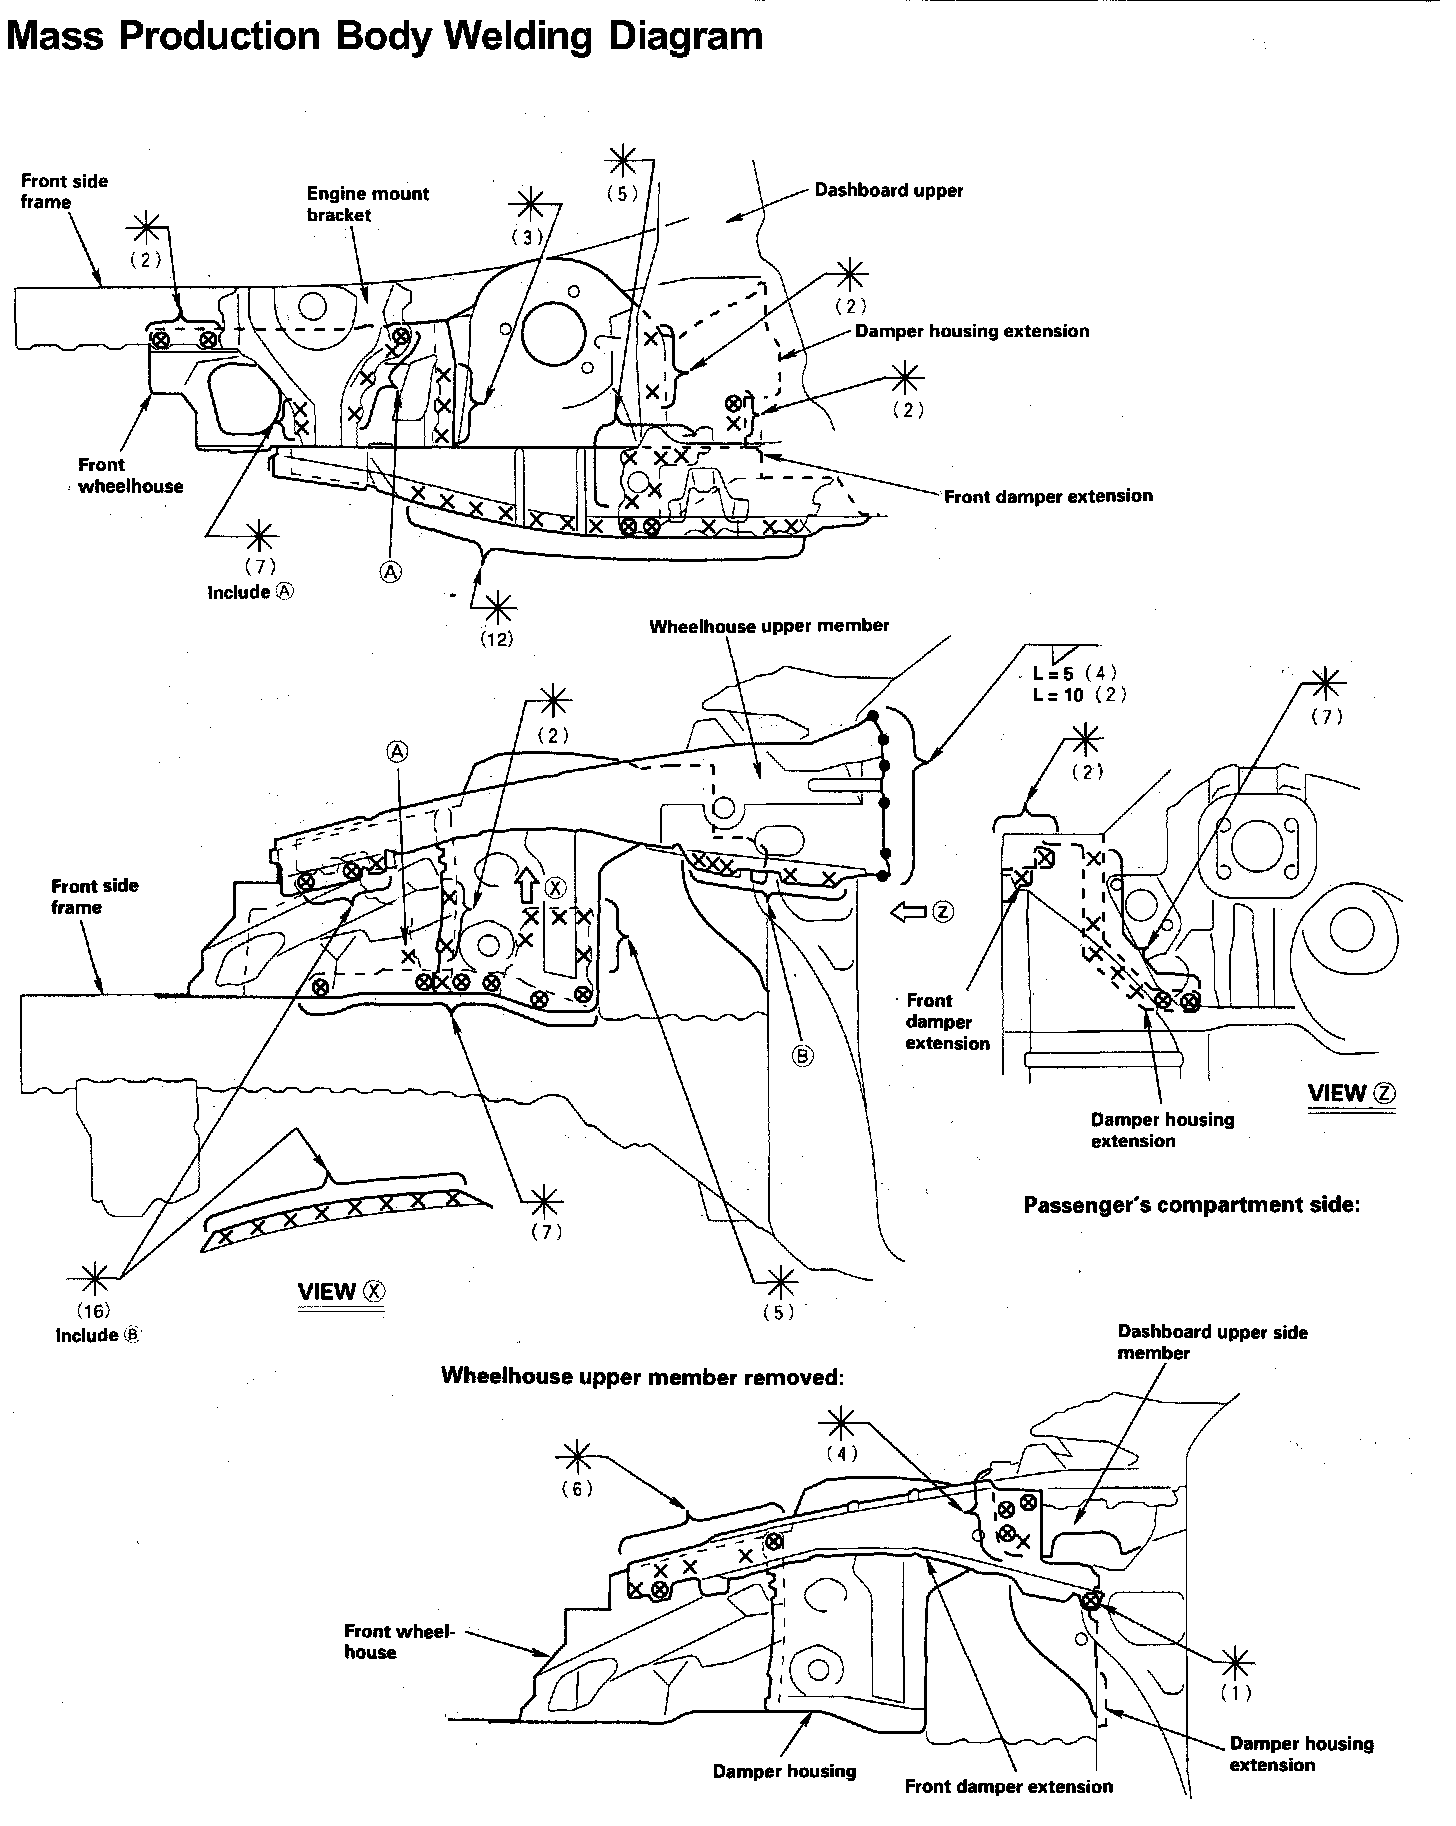 Mass Production Body Welding Diagram
Front side
frame
(2)
Engine mount
bracket
(3)
(5)
Dashboard upper
(2)
Damper housing extension
(2)
Front
wheelhouse
Front damper extension
(7)
Include Ⓐ
Ⓐ
(12)
Wheelhouse upper member
L=5 (4)
L=10 (2)
(7)
(2)
(2)
Ⓐ
Front side
frame
Ⓧ
Ⓩ
Front
damper
extension
Ⓑ
VIEW Ⓩ
Damper housing
extension
Passenger's compartment side:
(7)
VIEW Ⓧ
(16)
Include Ⓑ
(5)
Dashboard upper side
member
Wheelhouse upper member removed:
(4)
(6)
Front wheel-
house
(1)
Damper housing
extension
Damper housing
Front damper extension